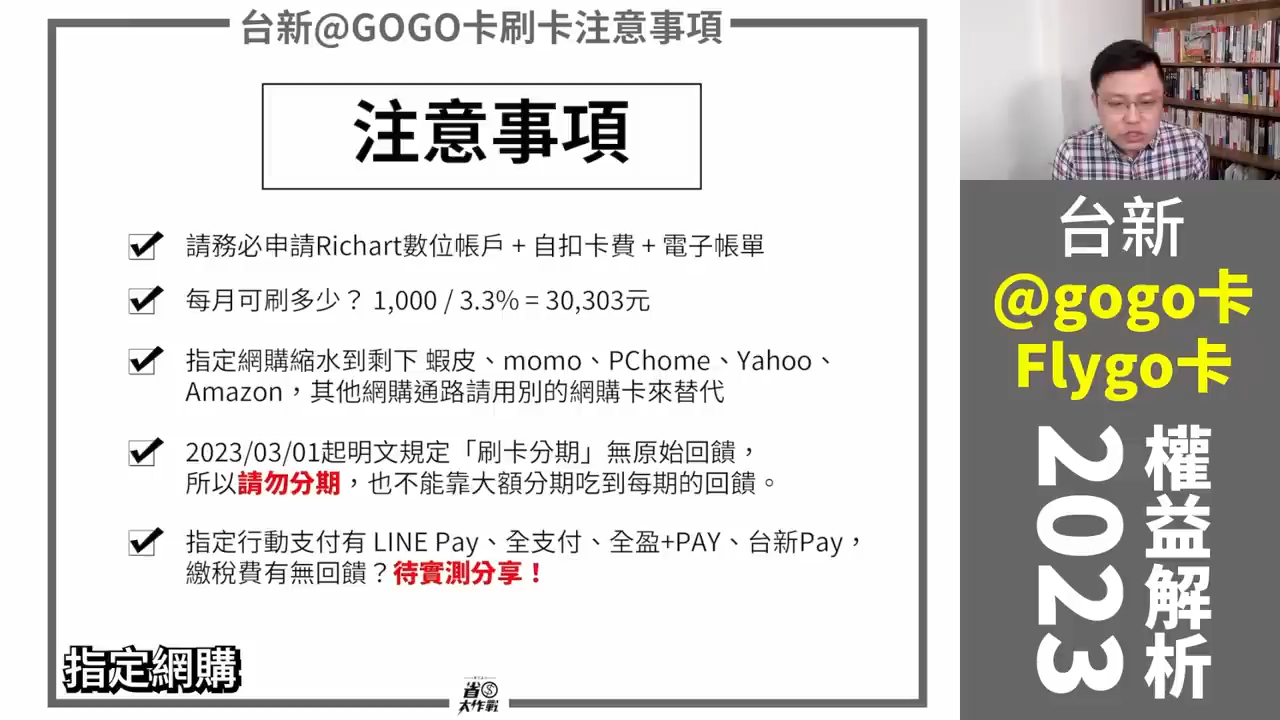 台新@GOGO卡刷卡注意事項
注意事項
請務必申請Richart數位帳戶 + 自扣卡費 + 電子帳單
每月可刷多少？ 1,000 / 3.3% = 30,303元
指定網購縮水到剩下 蝦皮、momo、PChome、Yahoo、
Amazon，其他網購通路請用別的網購卡來替代
2023/03/01起明文規定「刷卡分期」無原始回饋，
所以請勿分期，也不能靠大額分期吃到每期的回饋。
指定行動支付有 LINE Pay、全支付、全盈+PAY、台新Pay，
繳稅費有無回饋？待實測分享！
指定網購
省
大作戰
台新
@gogo卡
Flygo卡
權益解析
2023